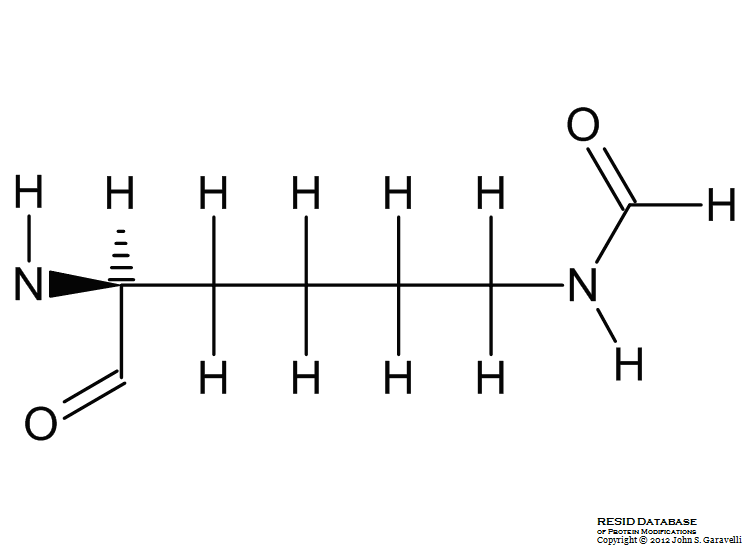 O
H H H H H H H
N N
H H H H H
O
RESID DATABASE
OF PROTEIN MODIFICATIONS
Copyright © 2012 John S. Garavelli